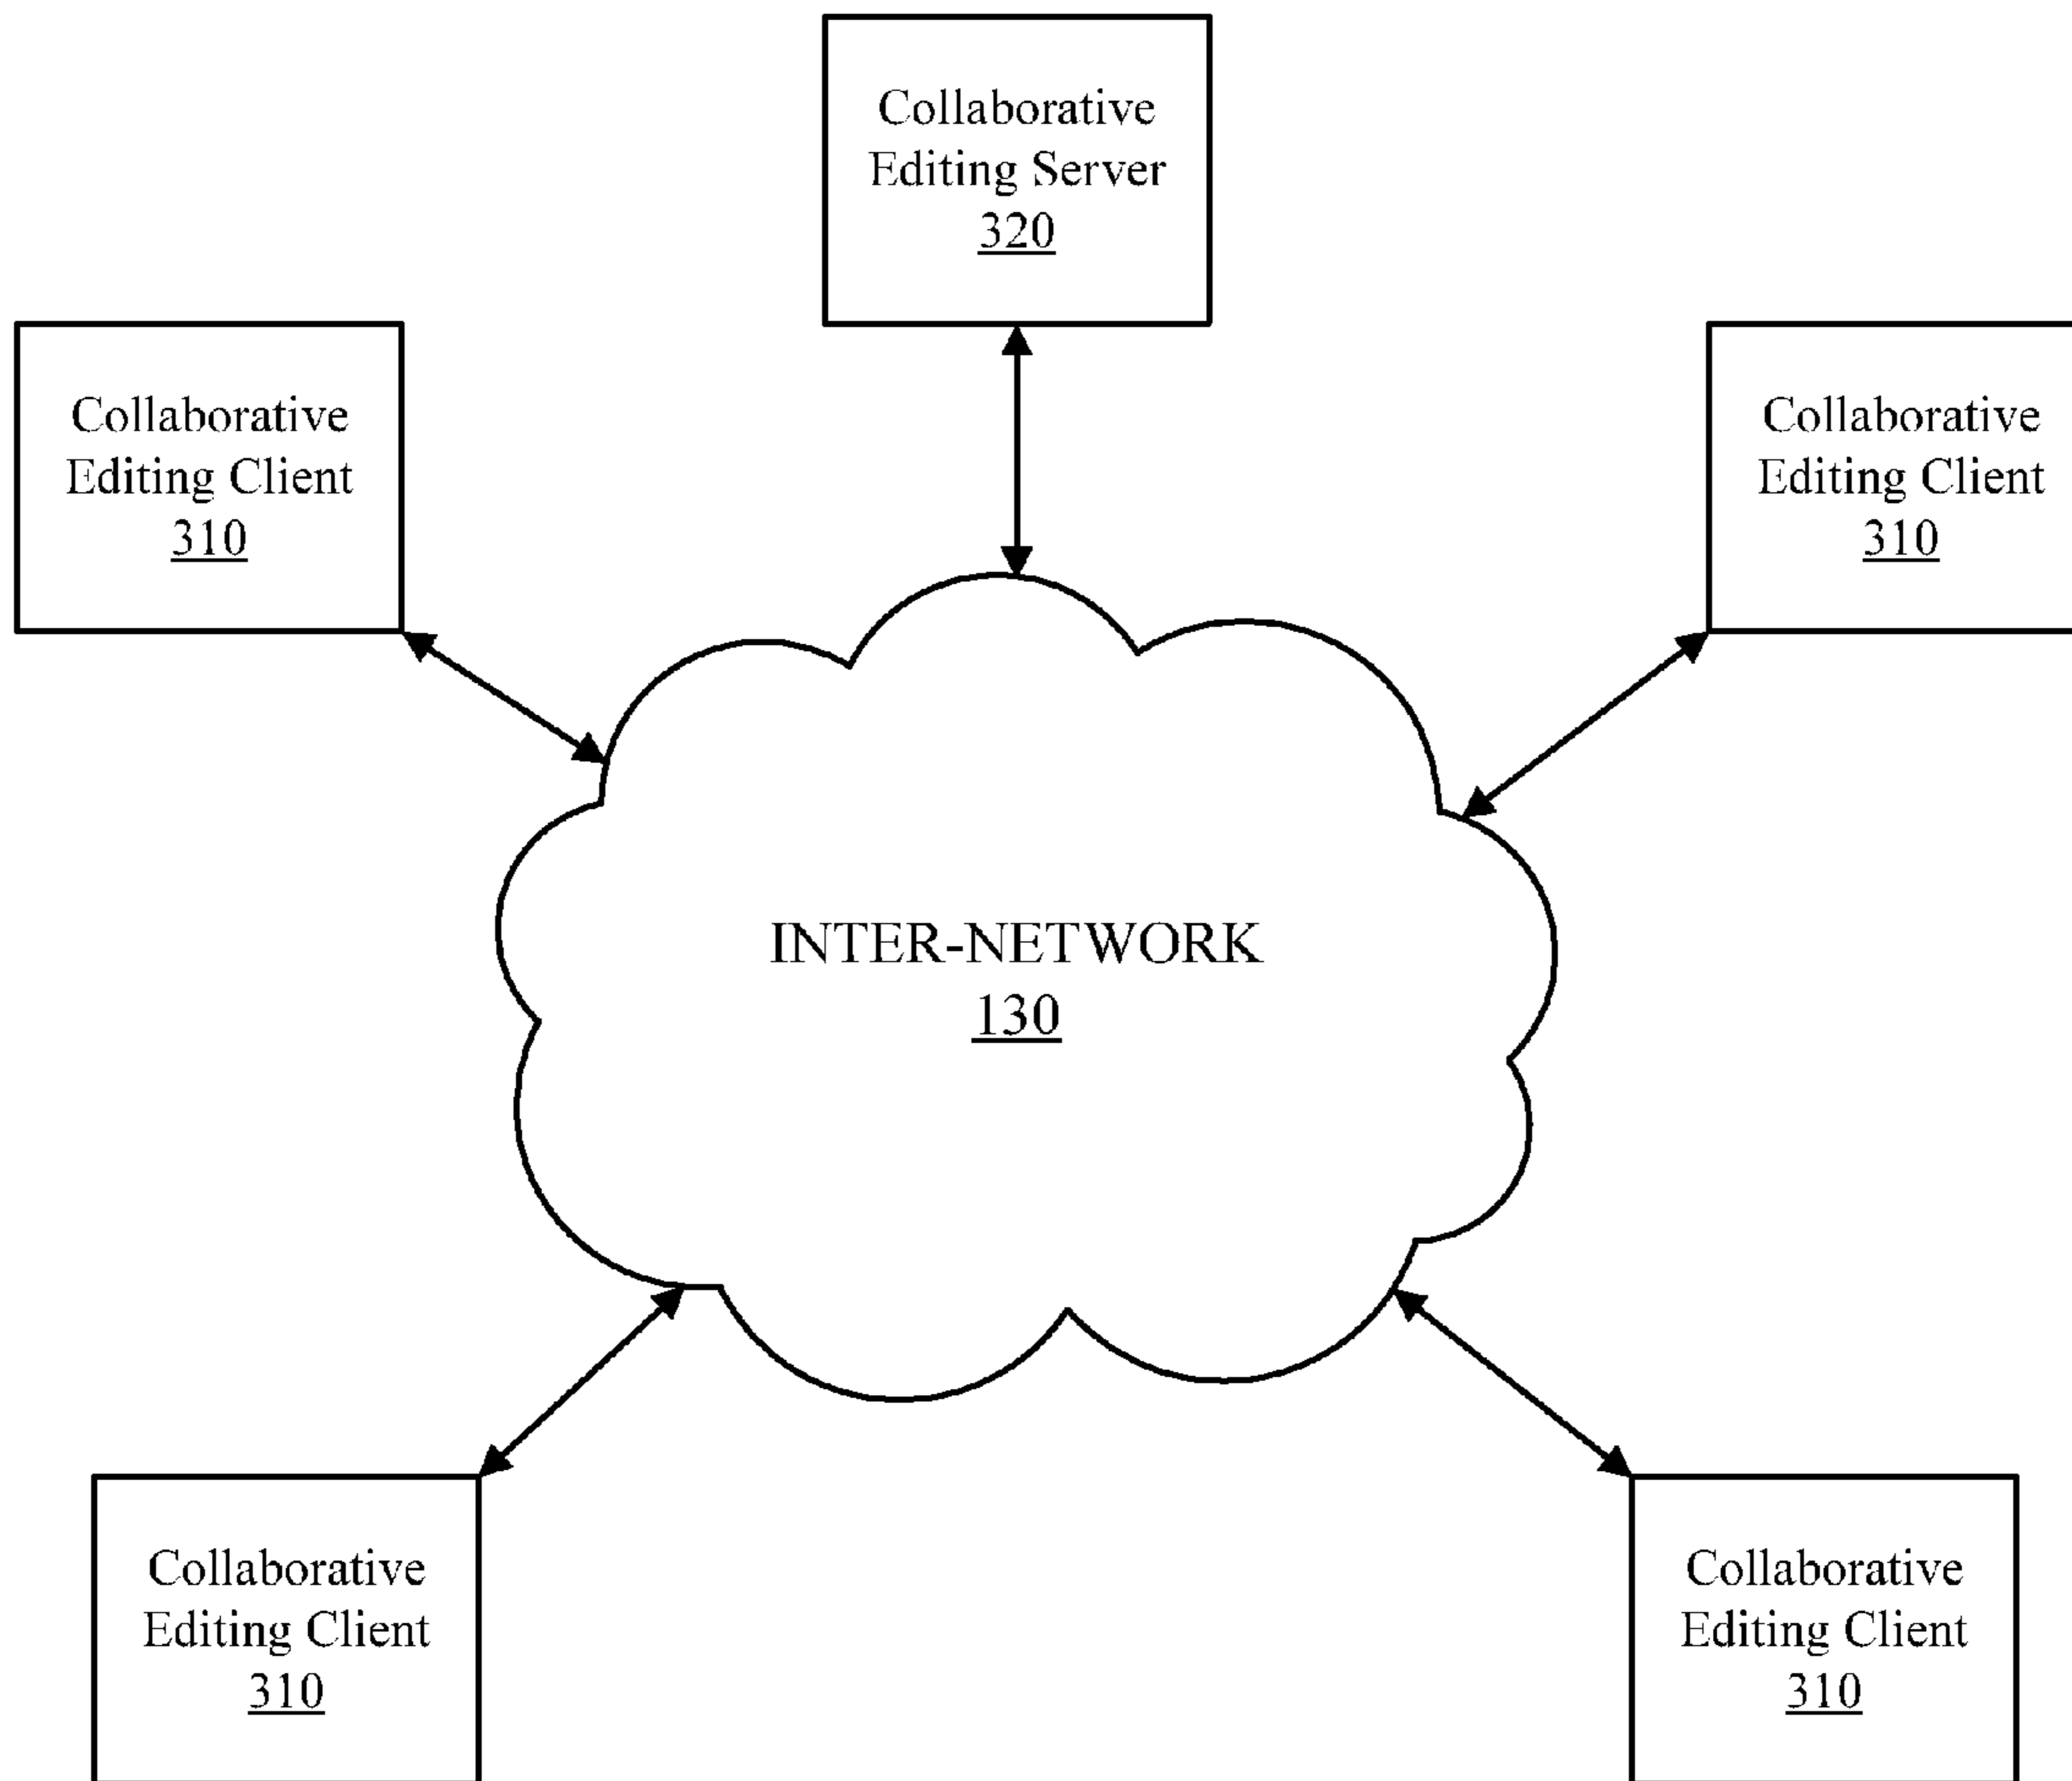 Collaborative
Editing Server
320
Collaborative
Editing Client
310
Collaborative
Editing Client
310
INTER-NETWORK
130
Collaborative
Editing Client
310
Collaborative
Editing Client
310